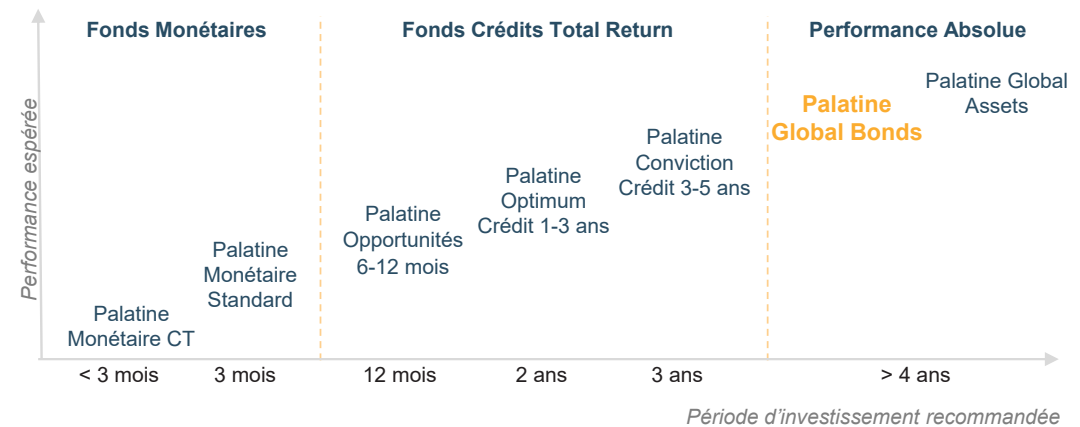 Fonds Monétaires
Fonds Crédits Total Return
Performance Absolue
Performance espérée
Palatine
Monétaire CT
Palatine
Monétaire
Standard
Palatine
Opportunités
6-12 mois
Palatine
Optimum
Crédit 1-3 ans
Palatine
Conviction
Crédit 3-5 ans
Palatine
Global Bonds
Palatine Global
Assets
< 3 mois
3 mois
12 mois
2 ans
3 ans
> 4 ans
Période d’investissement recommandée